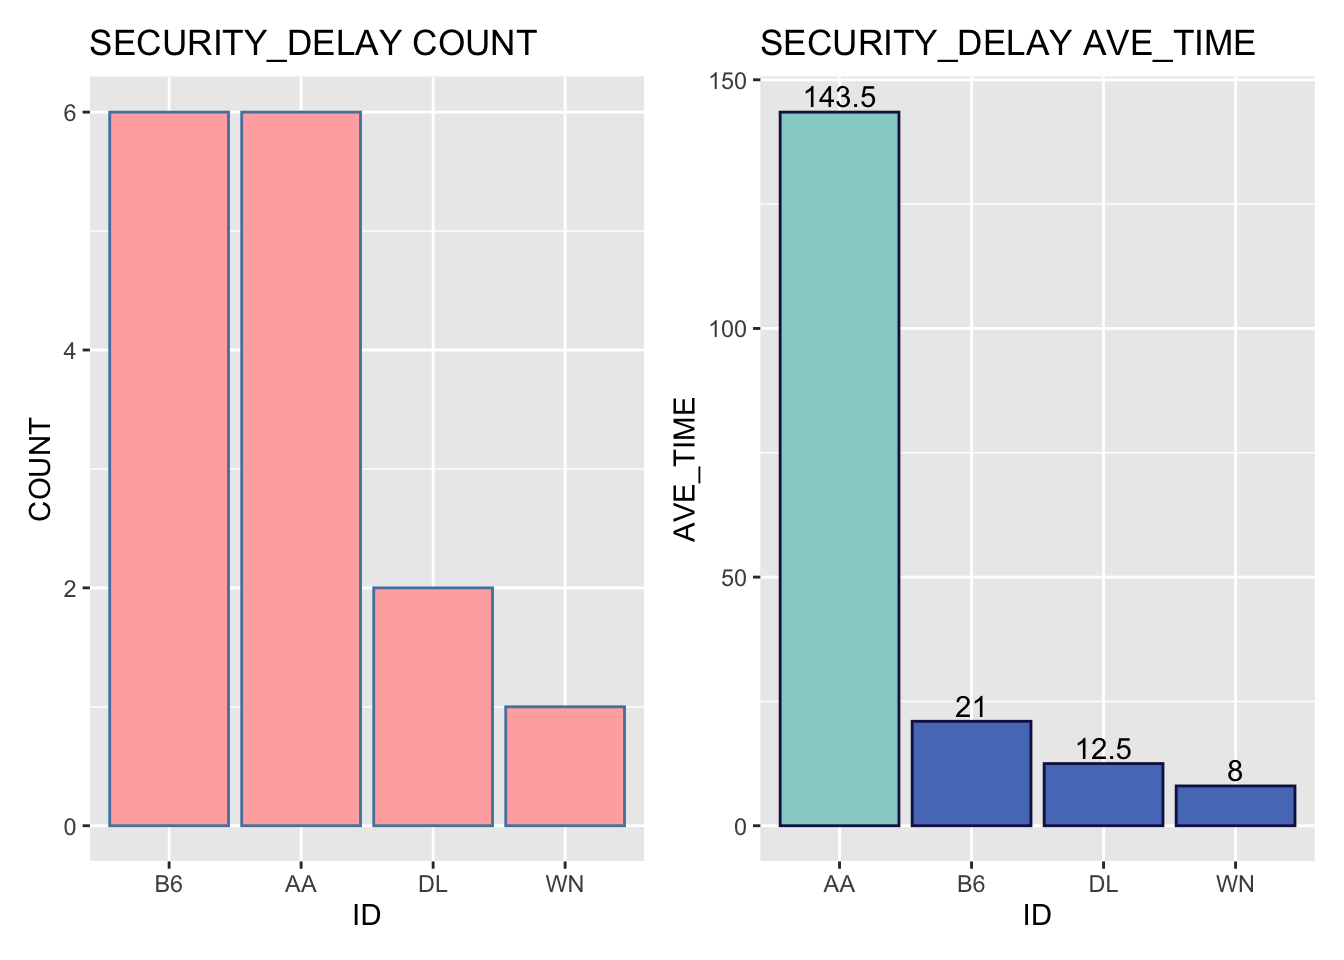 SECURITY_DELAY COUNT
6
4
2
0
COUNT
B6 AA DL WN
ID
SECURITY_DELAY AVE_TIME
150
100
50
0
AVE_TIME
143.5
21
12.5
8
AA B6 DL WN
ID